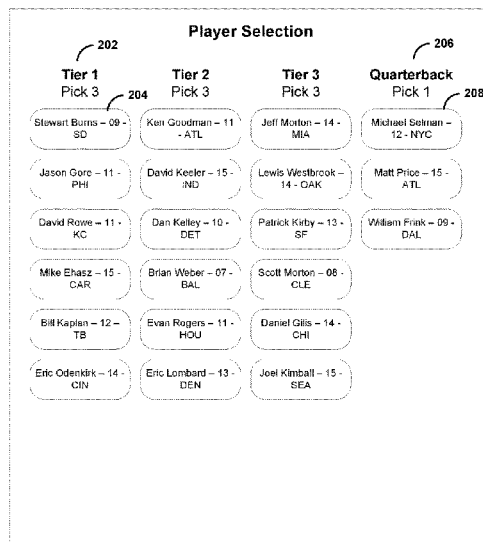 Player Selection
202
206
Tier 1
Tier 2
Tier 3
Quarterback
Pick 3
204
Pick 3
Pick 3
Pick 1
208
Stewart Burns – 09 -
SD
Ken Goodman – 11
- ATL
Jeff Morton – 14 -
MIA
Michael Selman –
12 - NYC
Jason Gore – 11 -
PHI
David Keeler – 15 -
IND
Lewis Westbrook –
14 - OAK
Matt Price – 15 -
ATL
David Rowe – 11 -
KC
Dan Kelley – 10 -
DET
Patrick Kirby – 13 -
SF
William Frink – 09 -
DAL
Mike Ehasz – 15 -
CAR
Brian Weber – 07 -
BAL
Scott Morton – 08 -
CLE
Bill Kaplan – 12 –
TB
Evan Rogers – 11 -
HOU
Daniel Gilis – 14 -
CHI
Eric Odenkirk – 14 -
CIN
Eric Lombard – 13 -
DEN
Joel Kimball – 15 -
SEA